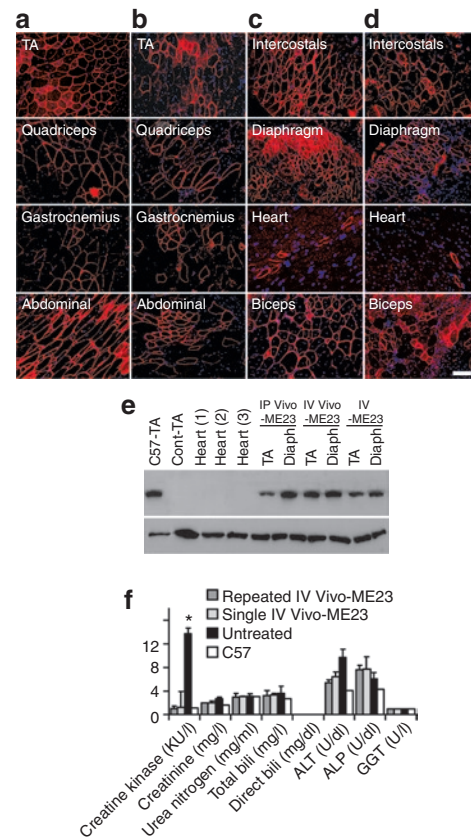 a b c d
TA TA Intercostals Intercostals
Quadriceps Quadriceps Diaphragm Diaphragm
Gastrocnemius Gastrocnemius Heart Heart
Abdominal Abdominal Biceps Biceps
e
IP Vivo IV Vivo IV
-ME23 -ME23 -ME23
C57-TA Cont-TA Heart (1) Heart (2) Heart (3) TA Diaph TA Diaph TA Diaph
f
Repeated IV Vivo-ME23
Single IV Vivo-ME23
Untreated
C57
*
12
8
4
0
Creatine kinase (KU/l)
Creatinine (mg/l)
Urea nitrogen (mg/ml)
Total bili (mg/l)
Direct bili (mg/dl)
ALT (U/dl)
ALP (U/dl)
GGT (U/l)